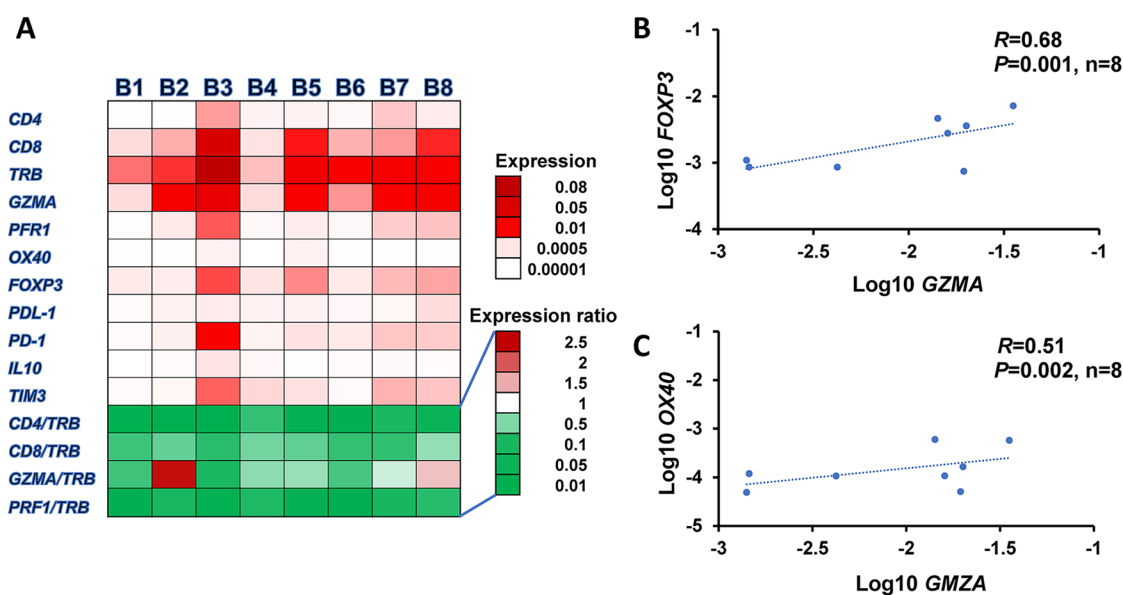 A
B1 B2 B3 B4 B5 B6 B7 B8
CD4
CD8
TRB
GZMA
PFR1
OX40
FOXP3
PDL-1
PD-1
IL10
TIM3
CD4/TRB
CD8/TRB
GZMA/TRB
PRF1/TRB
Expression
0.08
0.05
0.01
0.0005
0.00001
Expression ratio
2.5
2
1.5
1
0.5
0.1
0.05
0.01
B
R=0.68
P=0.001, n=8
Log10 FOXP3
-1
-2
-3
-4
-3 -2.5 -2 -1.5 -1
Log10 GZMA
C
R=0.51
P=0.002, n=8
Log10 OX40
-1
-2
-3
-4
-5
-3 -2.5 -2 -1.5 -1
Log10 GMZA